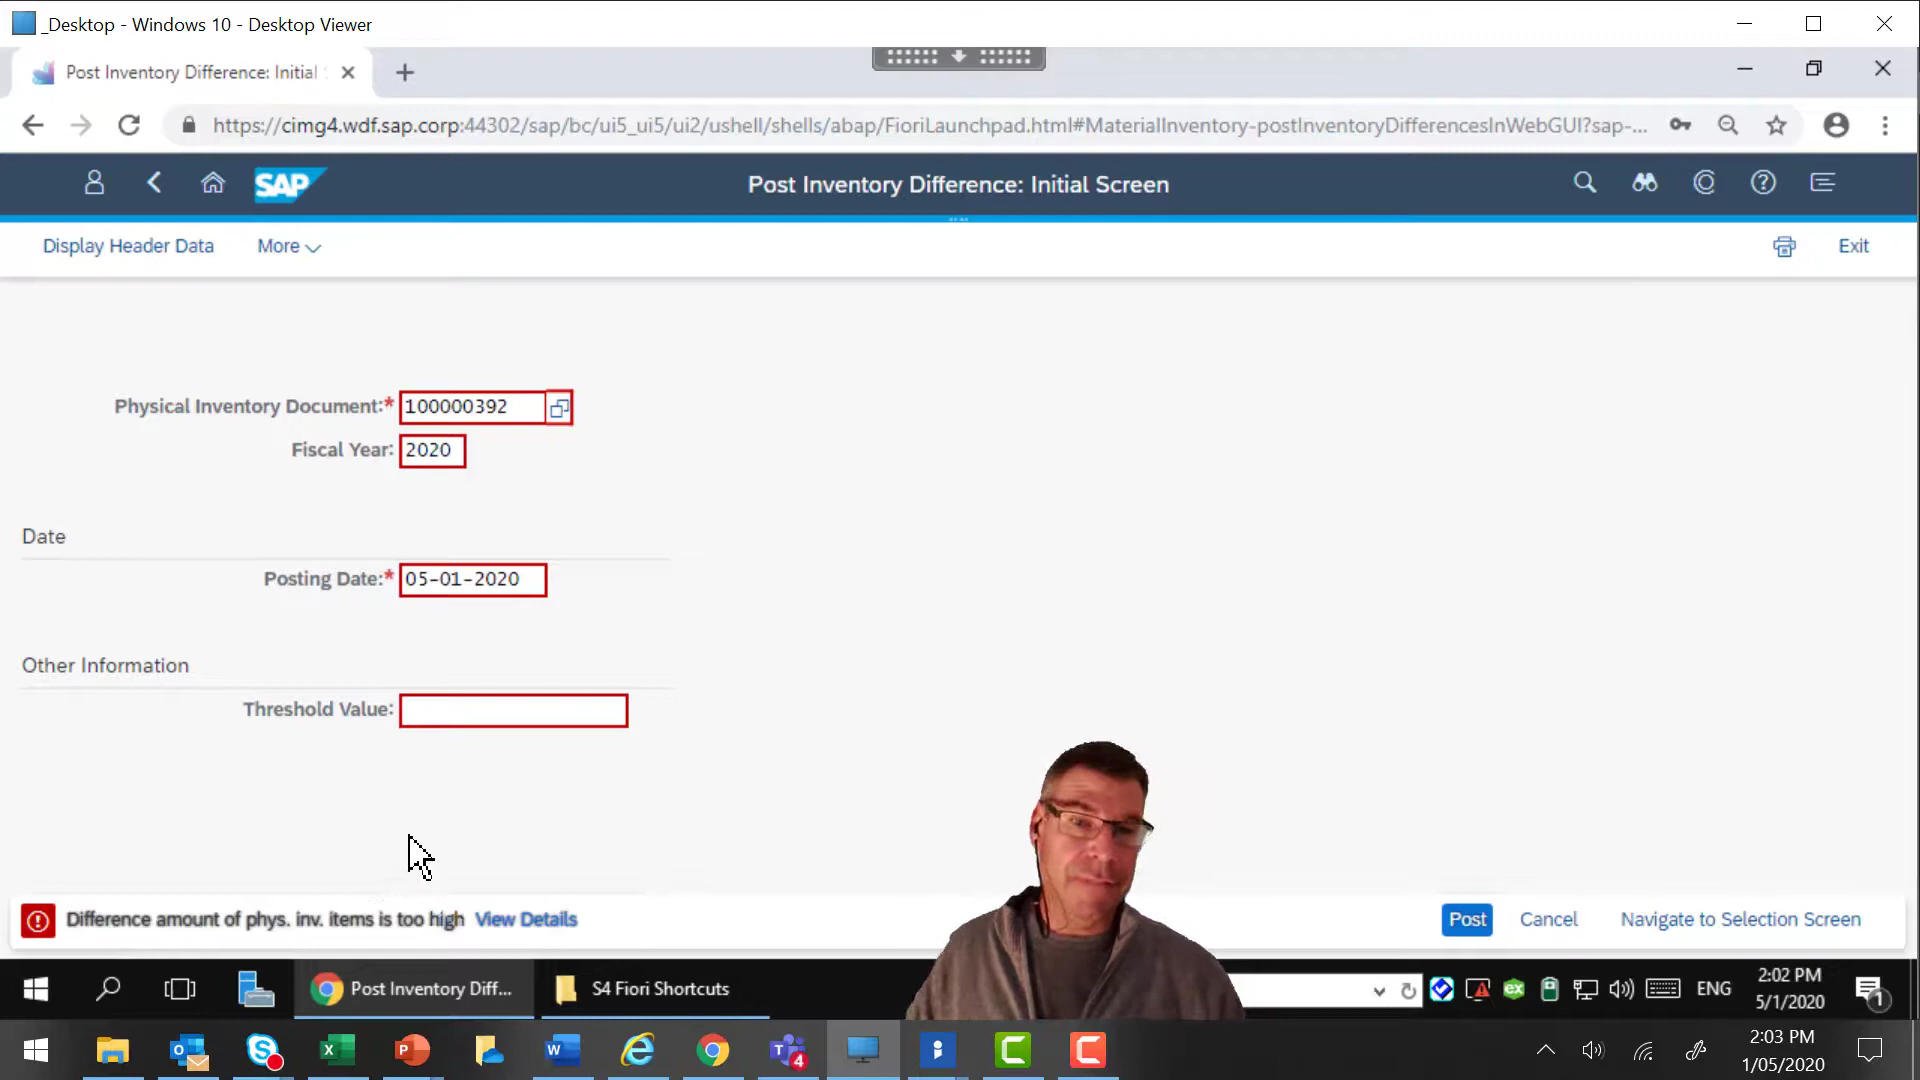 _Desktop - Windows 10 - Desktop Viewer
Post Inventory Difference: Initial
https://cimg4.wdf.sap.corp:44302/sap/bc/ui5_ui5/ui2/ushell/shells/abap/FioriLaunchpad.html#MaterialInventory-postInventoryDifferencesInWebGUI?sap-...
SAP
Post Inventory Difference: Initial Screen
Display Header Data
More
Exit
Physical Inventory Document:* 100000392
Fiscal Year: 2020
Date
Posting Date:* 05-01-2020
Other Information
Threshold Value:
Difference amount of phys. inv. items is too high View Details
Post
Cancel
Navigate to Selection Screen
Post Inventory Diff...
S4 Fiori Shortcuts
ex
ENG
2:02 PM
5/1/2020
1
4
2:03 PM
1/05/2020